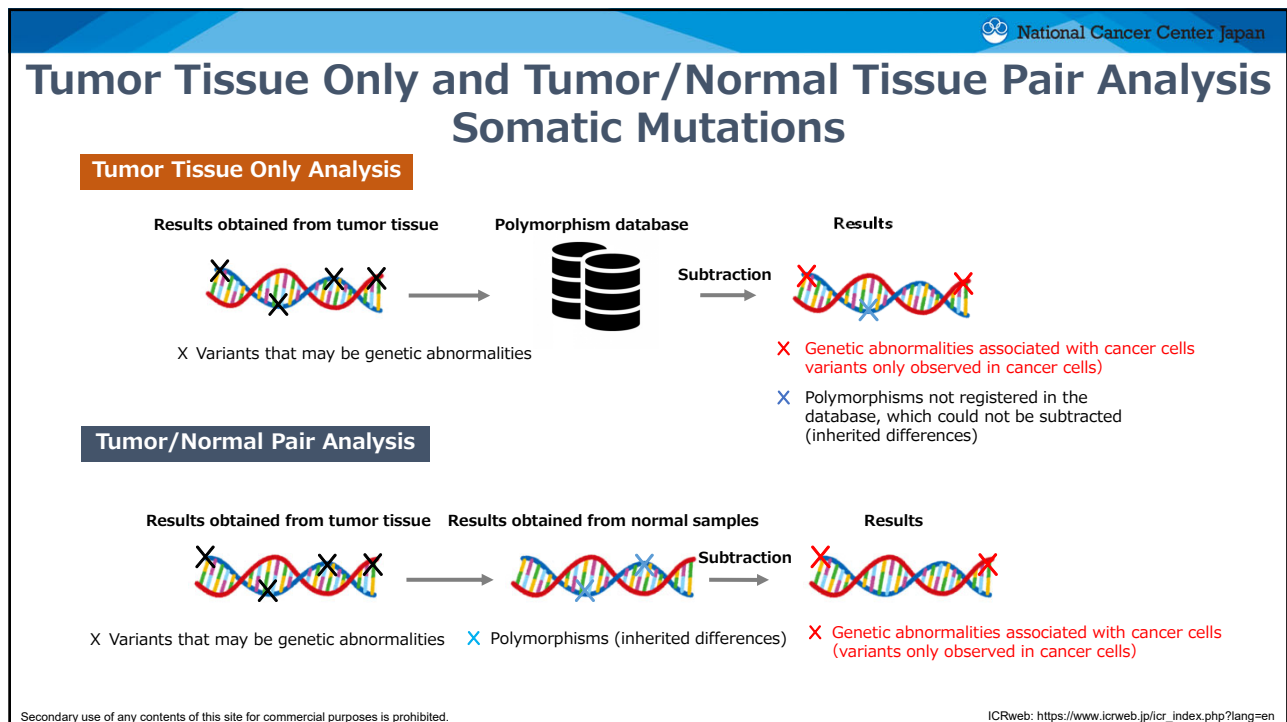 National Cancer Center Japan
Tumor Tissue Only and Tumor/Normal Tissue Pair Analysis
Somatic Mutations
Tumor Tissue Only Analysis
Results obtained from tumor tissue
Polymorphism database
Results
Subtraction
X Variants that may be genetic abnormalities
X Genetic abnormalities associated with cancer cells
variants only observed in cancer cells)
X Polymorphisms not registered in the
database, which could not be subtracted
(inherited differences)
Tumor/Normal Pair Analysis
Results obtained from tumor tissue
Results obtained from normal samples
Results
Subtraction
X Variants that may be genetic abnormalities
X Polymorphisms (inherited differences)
X Genetic abnormalities associated with cancer cells
(variants only observed in cancer cells)
Secondary use of any contents of this site for commercial purposes is prohibited.
ICRweb: https://www.icrweb.jp/icr_index.php?lang=en